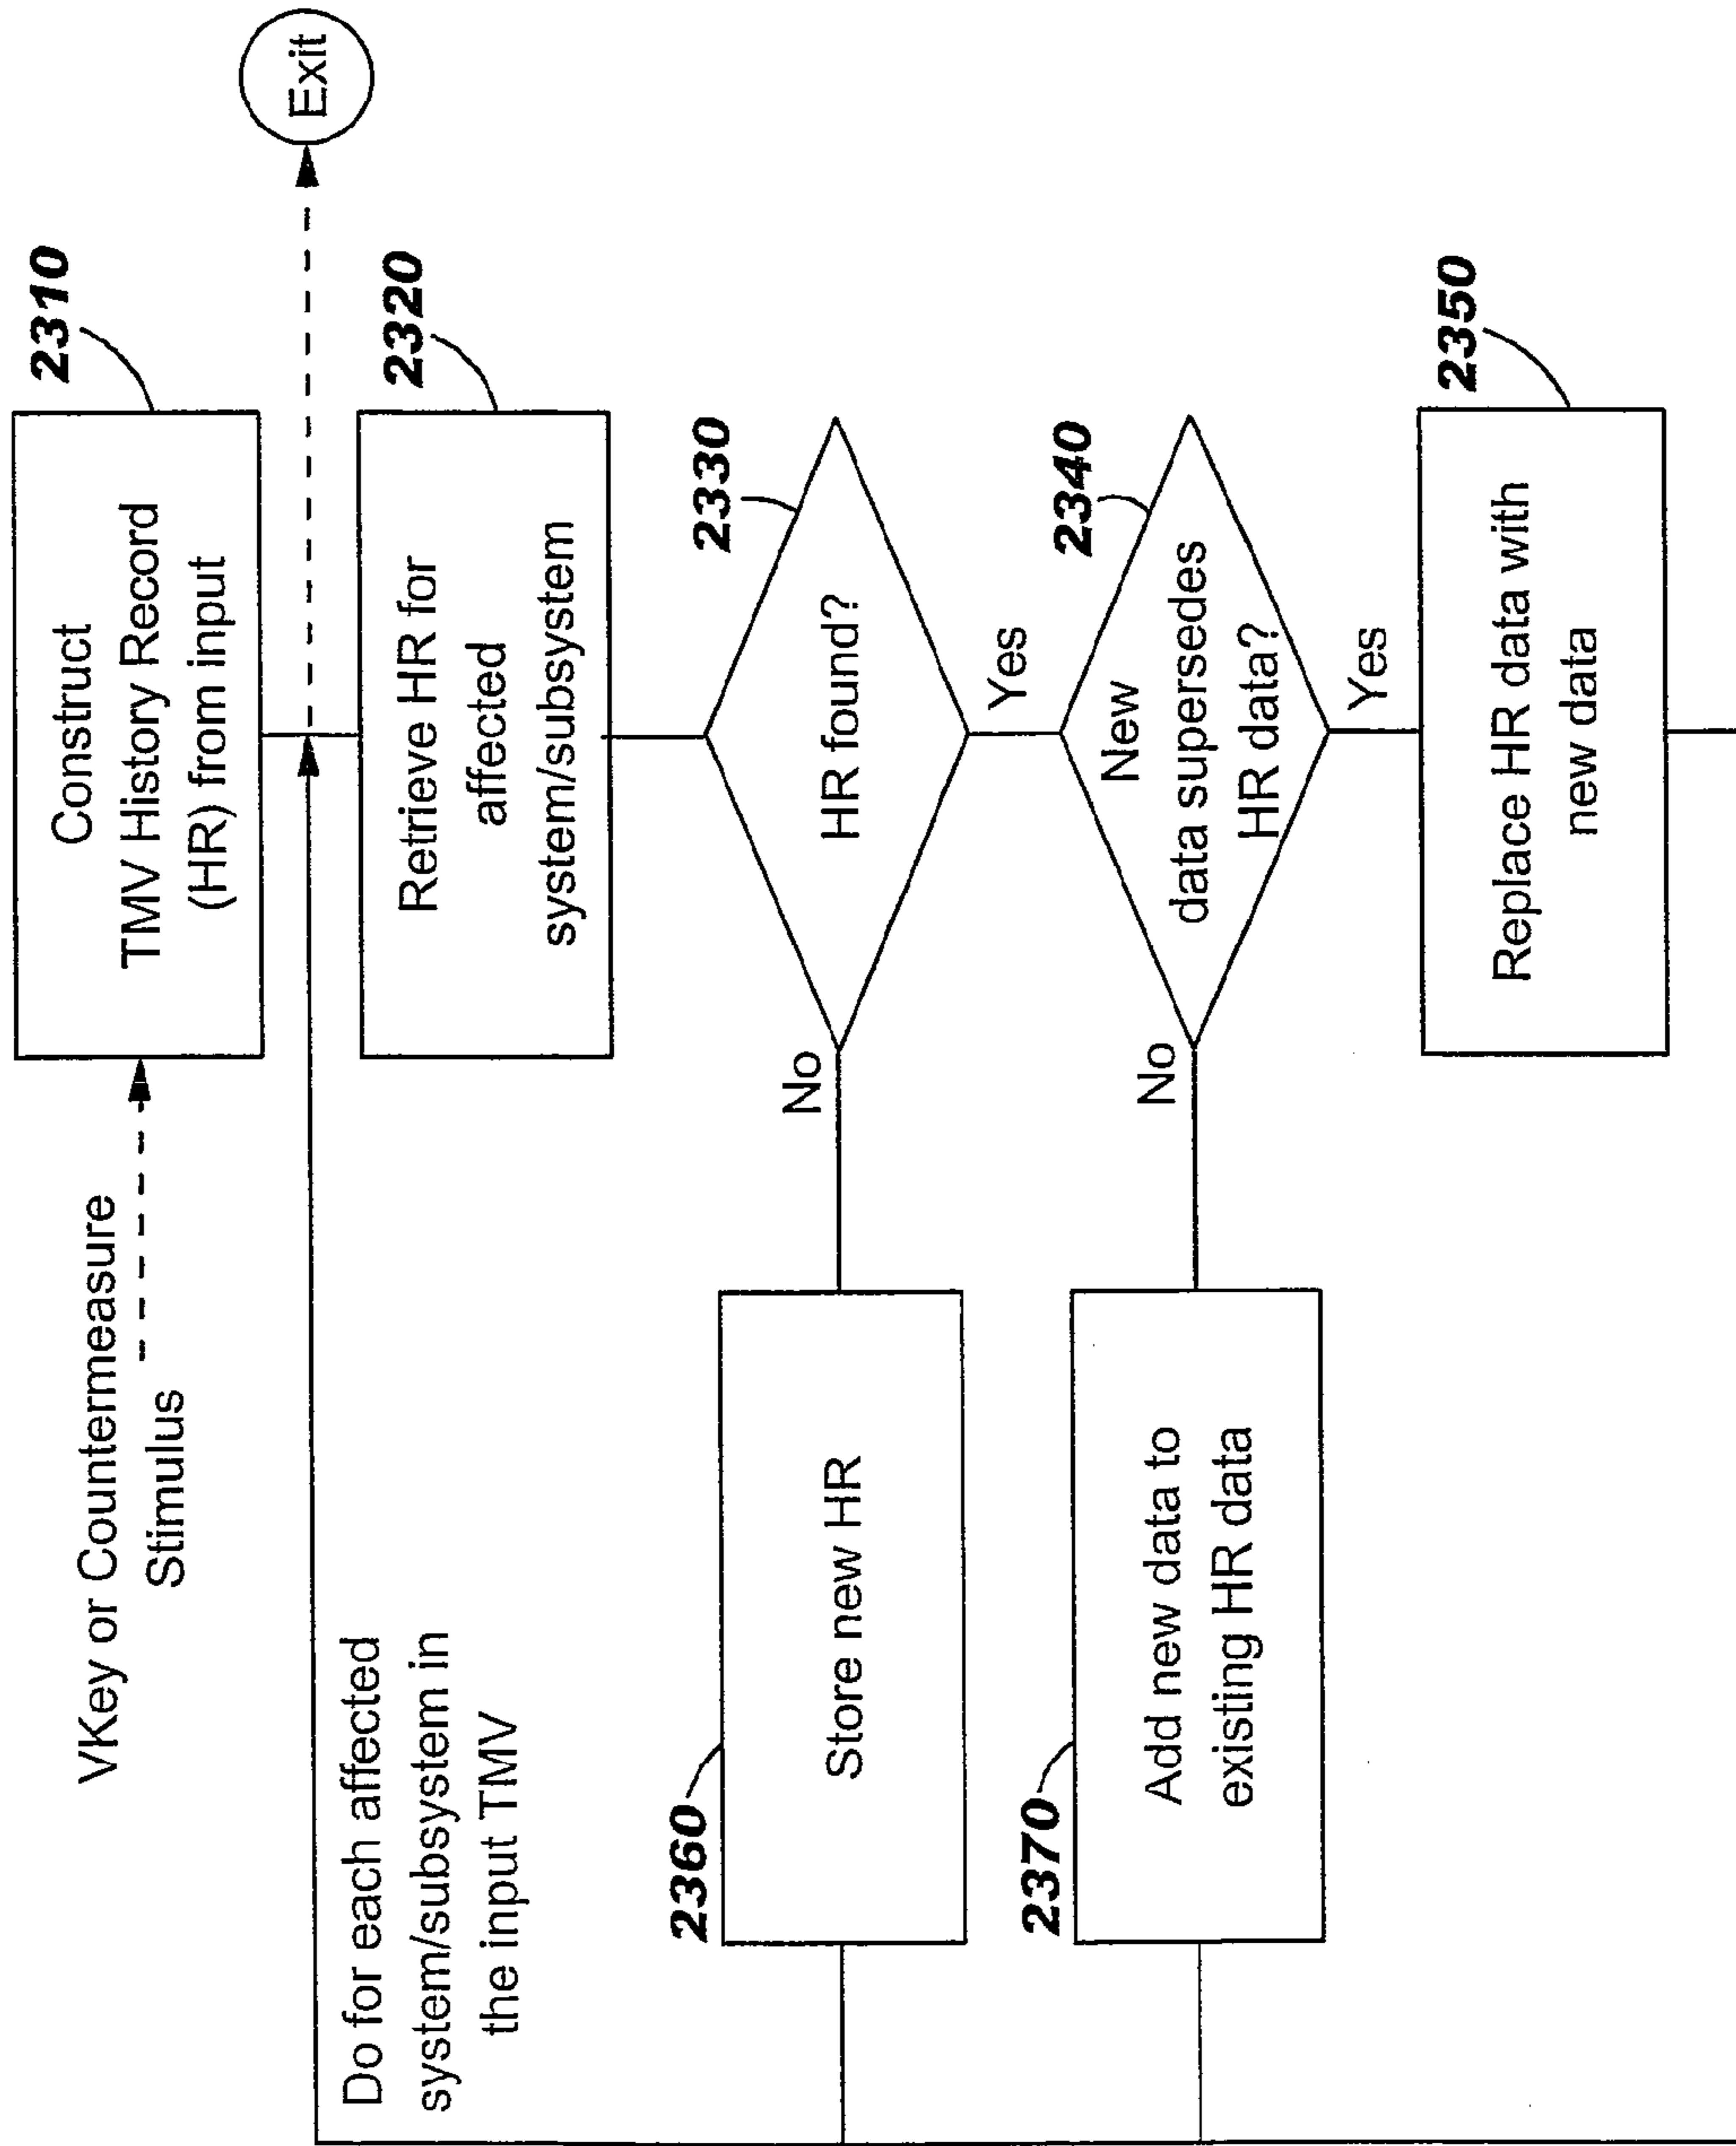 VKey or Countermeasure
Stimulus
Construct
TMV History Record
(HR) from input
2310
Exit
Do for each affected
system/subsystem in
the input TMV
Retrieve HR for
affected
system/subsystem
2320
HR found?
2330
No
Yes
2360
Store new HR
New
data supersedes
HR data?
2340
No
Yes
2370
Add new data to
existing HR data
Replace HR data with
new data
2350